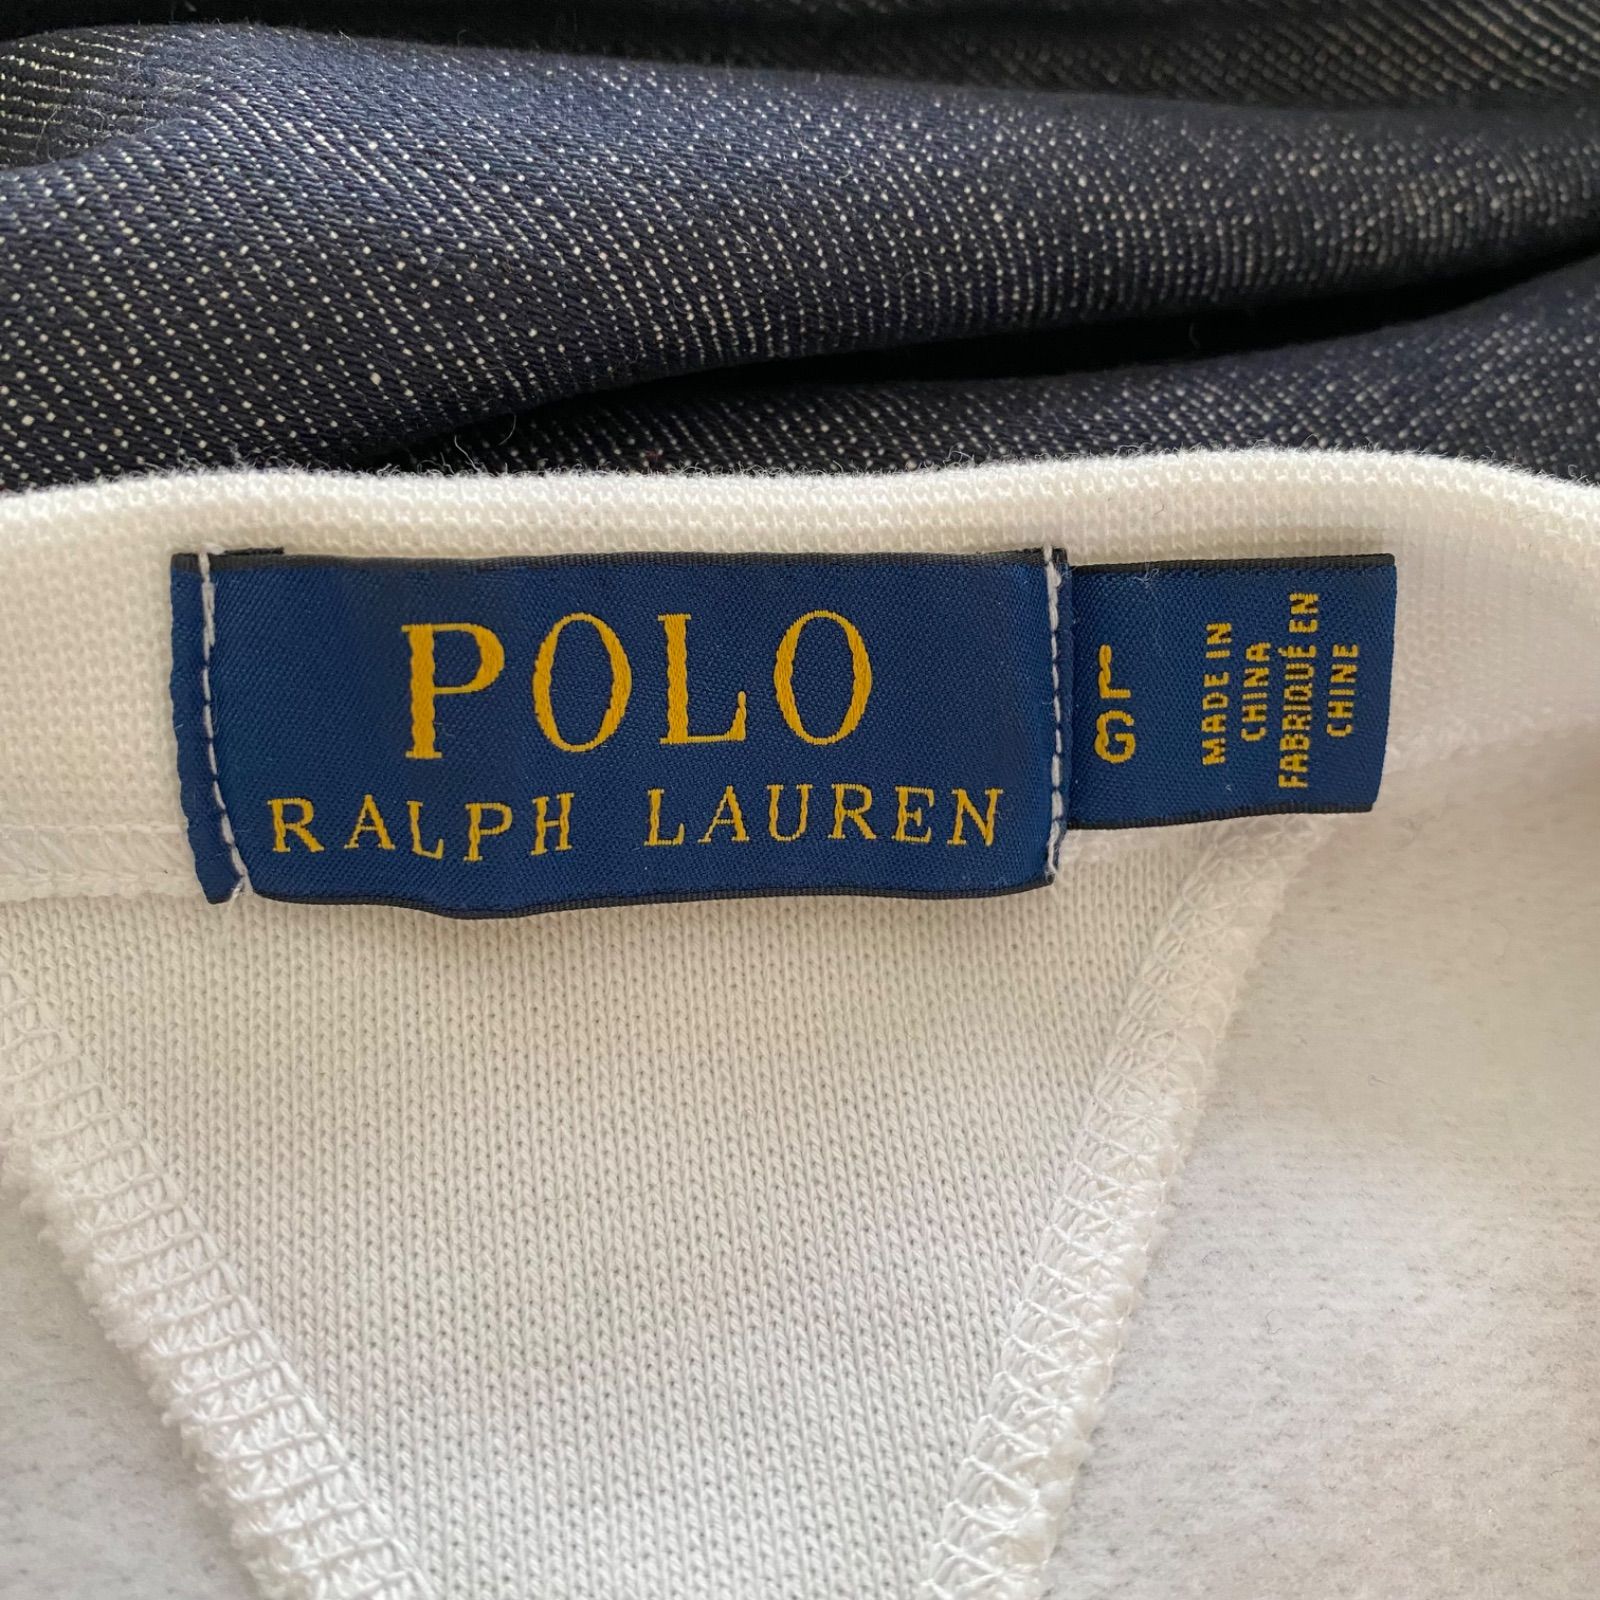 POLO
RALPH LAUREN
L
G
MADE IN
CHINA
FABRIQUÉ EN
CHINE